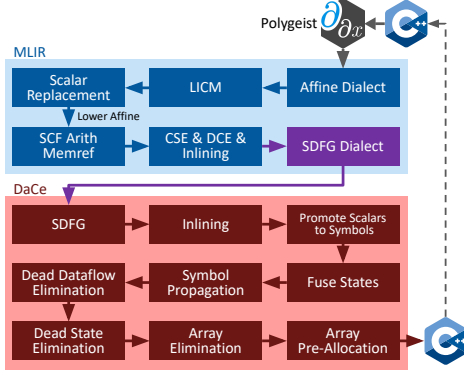 Polygeist
∂
∂x
C++
MLIR
Scalar
Replacement
LICM
Affine Dialect
Lower Affine
SCF Arith
Memref
CSE & DCE &
Inlining
SDFG Dialect
DaCe
SDFG
Inlining
Promote Scalars
to Symbols
Dead Dataflow
Elimination
Symbol
Propagation
Fuse States
Dead State
Elimination
Array
Elimination
Array
Pre-Allocation
C++